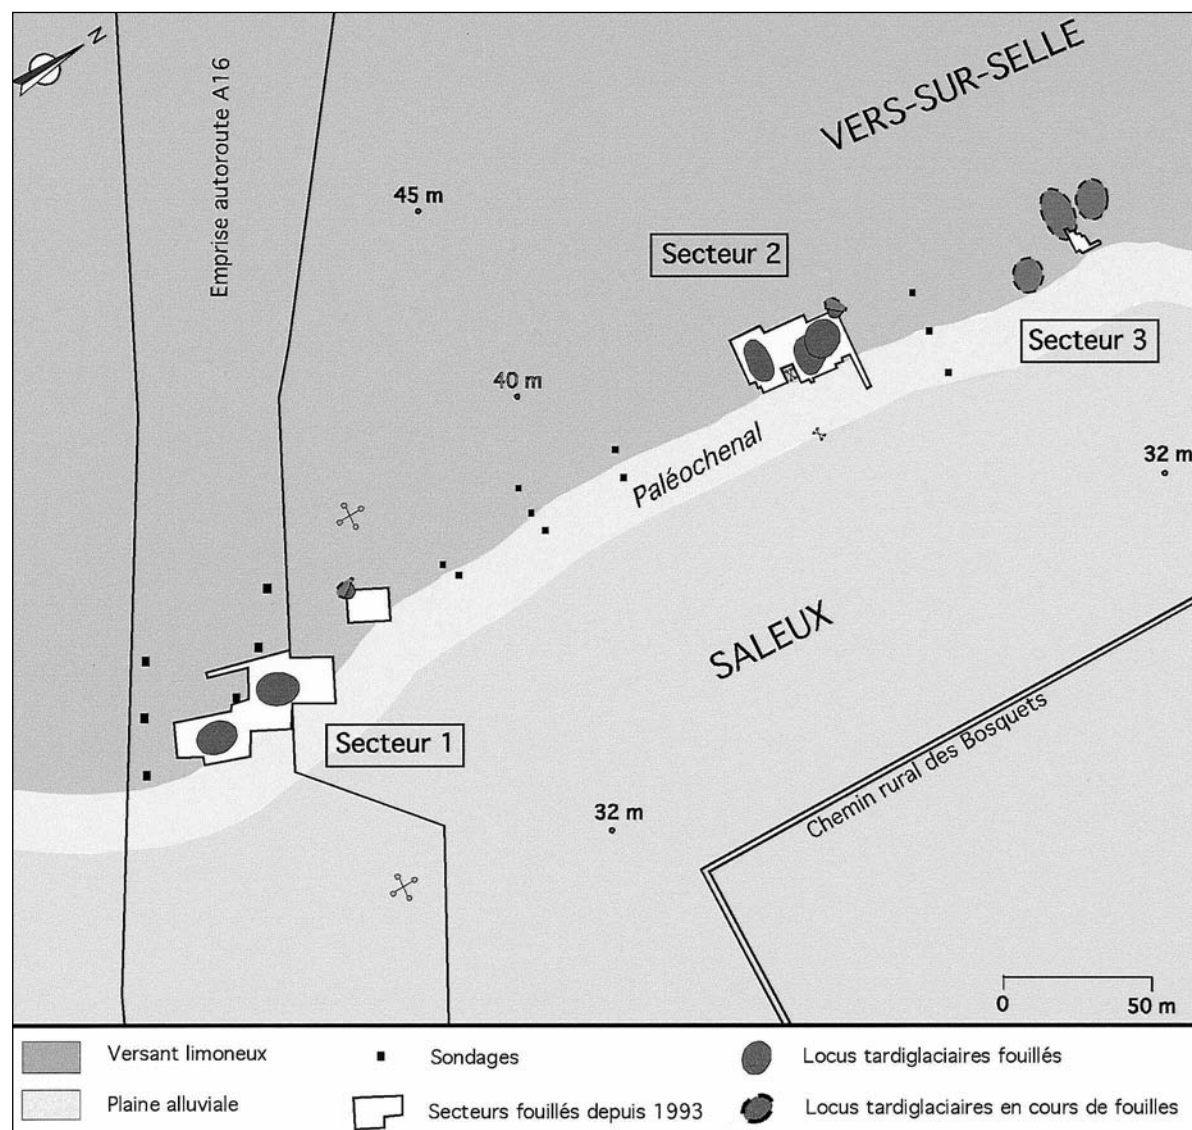 N
Emprise autoroute A16
VERS-SUR-SELLE
45 m
Secteur 2
Secteur 3
40 m
Paléochenal
32 m
SALEUX
Secteur 1
Chemin rural des Bosquets
32 m
0 50 m
Versant limoneux
Sondages
Locus tardiglaciaires fouillés
Plaine alluviale
Secteurs fouillés depuis 1993
Locus tardiglaciaires en cours de fouilles